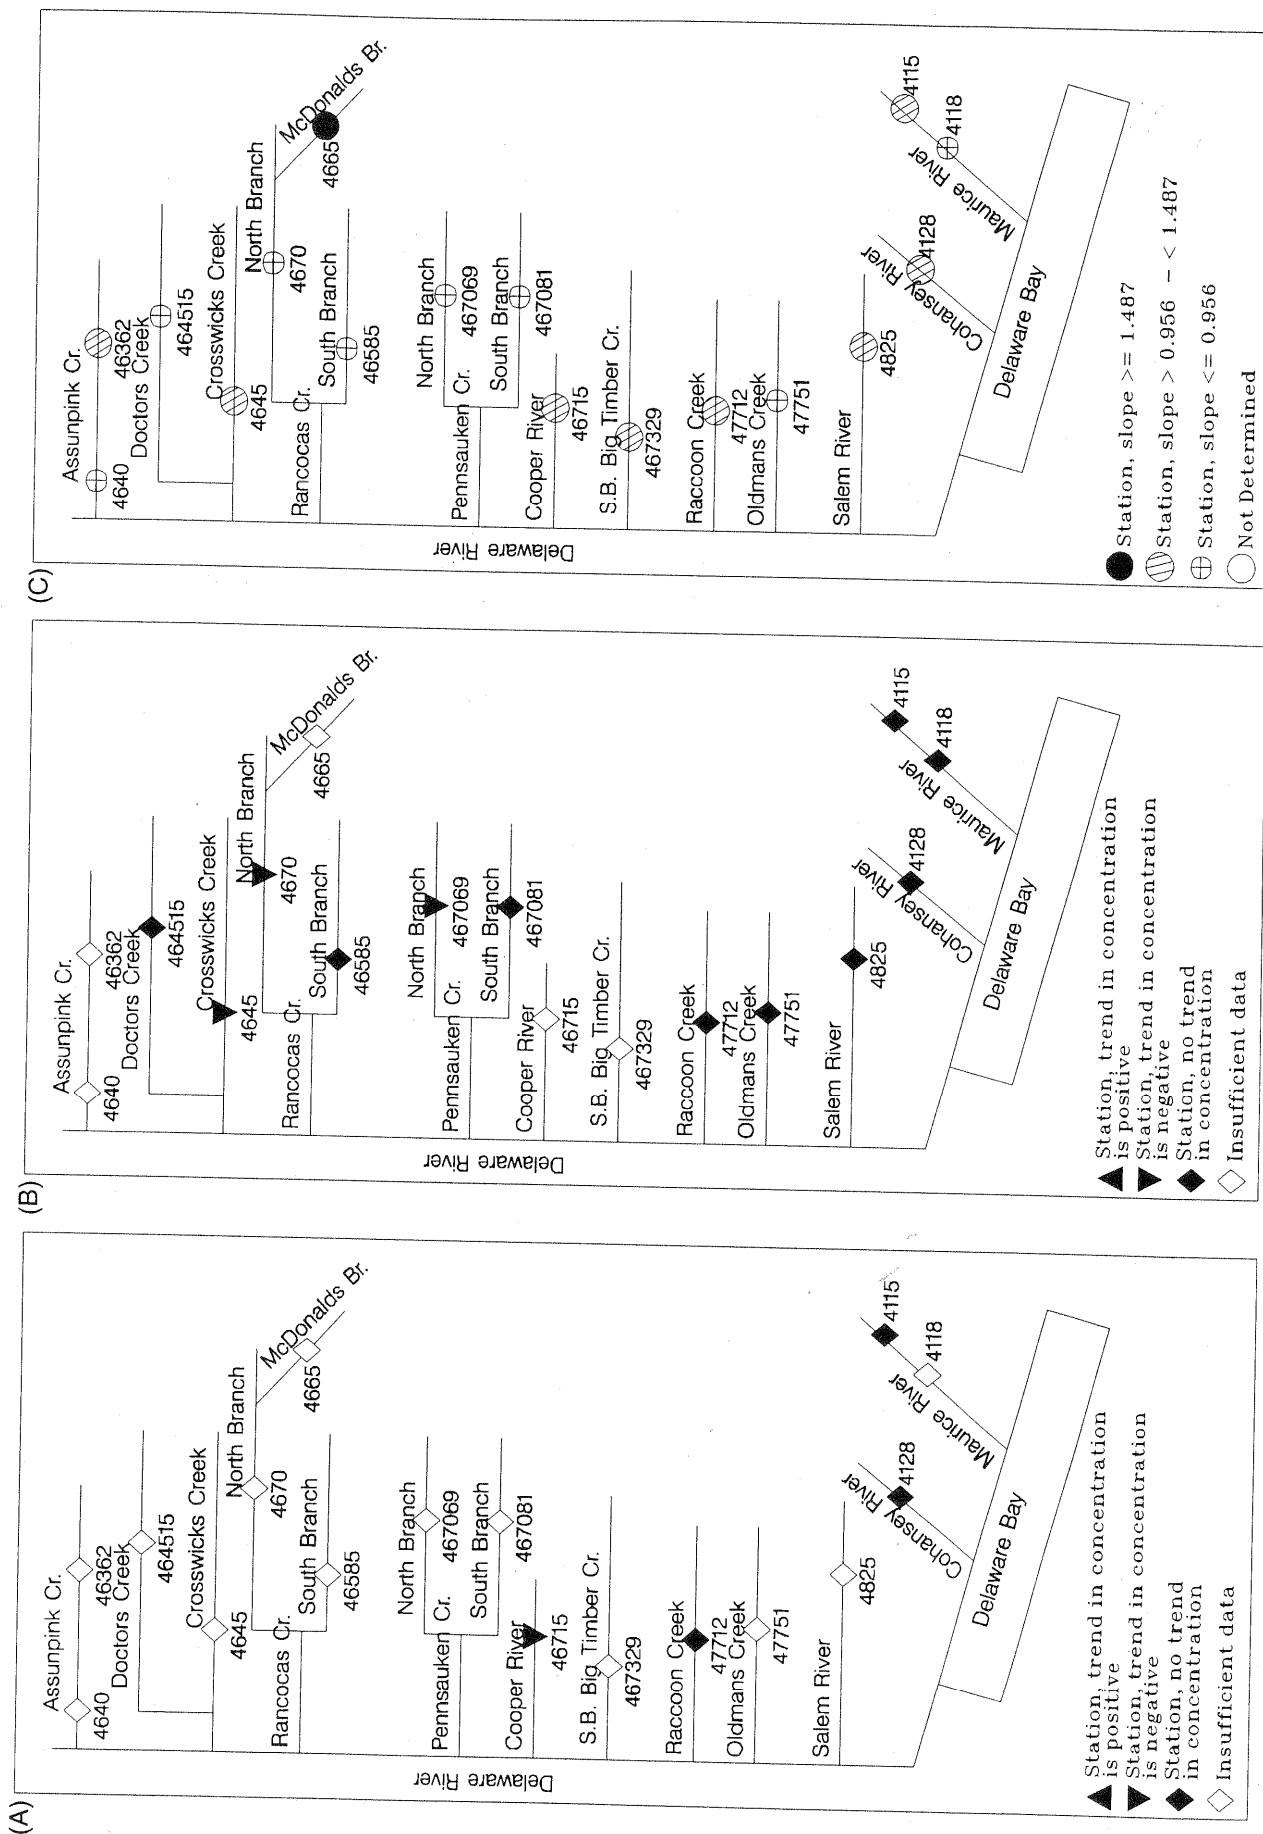 (A)
Assunpink Cr.
4640
46362
Doctors Creek
464515
Crosswicks Creek
4645
North Branch
4670
McDonalds Br.
4665
Rancocas Cr.
South Branch
46585
North Branch
467069
Pennsauken Cr.
South Branch
467081
Cooper River
46715
S.B. Big Timber Cr.
467329
Raccoon Creek
47712
Oldmans Creek
47751
Salem River
4825
Delaware River
Cohansey River
4128
Maurice River
4118
4115
Delaware Bay
Station, trend in concentration
is positive
Station, trend in concentration
is negative
Station, no trend
in concentration
Insufficient data
(B)
Assunpink Cr.
4640
46362
Doctors Creek
464515
Crosswicks Creek
4645
North Branch
4670
McDonalds Br.
4665
Rancocas Cr.
South Branch
46585
North Branch
467069
Pennsauken Cr.
South Branch
467081
Cooper River
46715
S.B. Big Timber Cr.
467329
Raccoon Creek
47712
Oldmans Creek
47751
Salem River
4825
Delaware River
Cohansey River
4128
Maurice River
4118
4115
Delaware Bay
Station, trend in concentration
is positive
Station, trend in concentration
is negative
Station, no trend
in concentration
Insufficient data
(C)
Assunpink Cr.
4640
46362
Doctors Creek
464515
Crosswicks Creek
4645
North Branch
4670
McDonalds Br.
4665
Rancocas Cr.
South Branch
46585
North Branch
467069
Pennsauken Cr.
South Branch
467081
Cooper River
46715
S.B. Big Timber Cr.
467329
Raccoon Creek
47712
Oldmans Creek
47751
Salem River
4825
Delaware River
Cohansey River
4128
Maurice River
4118
4115
Delaware Bay
Station, slope >= 1.487
Station, slope > 0.956 – < 1.487
Station, slope <= 0.956
Not Determined